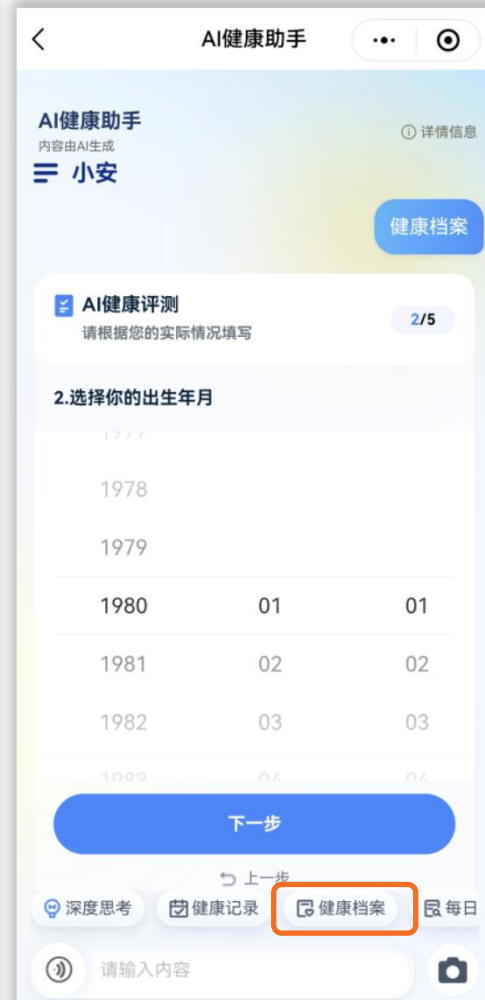 AI健康助手
AI健康助手
详情信息
内容由AI生成
小安
健康档案
AI健康评测
2/5
请根据您的实际情况填写
2.选择你的出生年月
1977
1978
1979
1980 01 01
1981 02 02
1982 03 03
1983 04 04
下一步
上一步
深度思考 健康记录 健康档案 每日
请输入内容